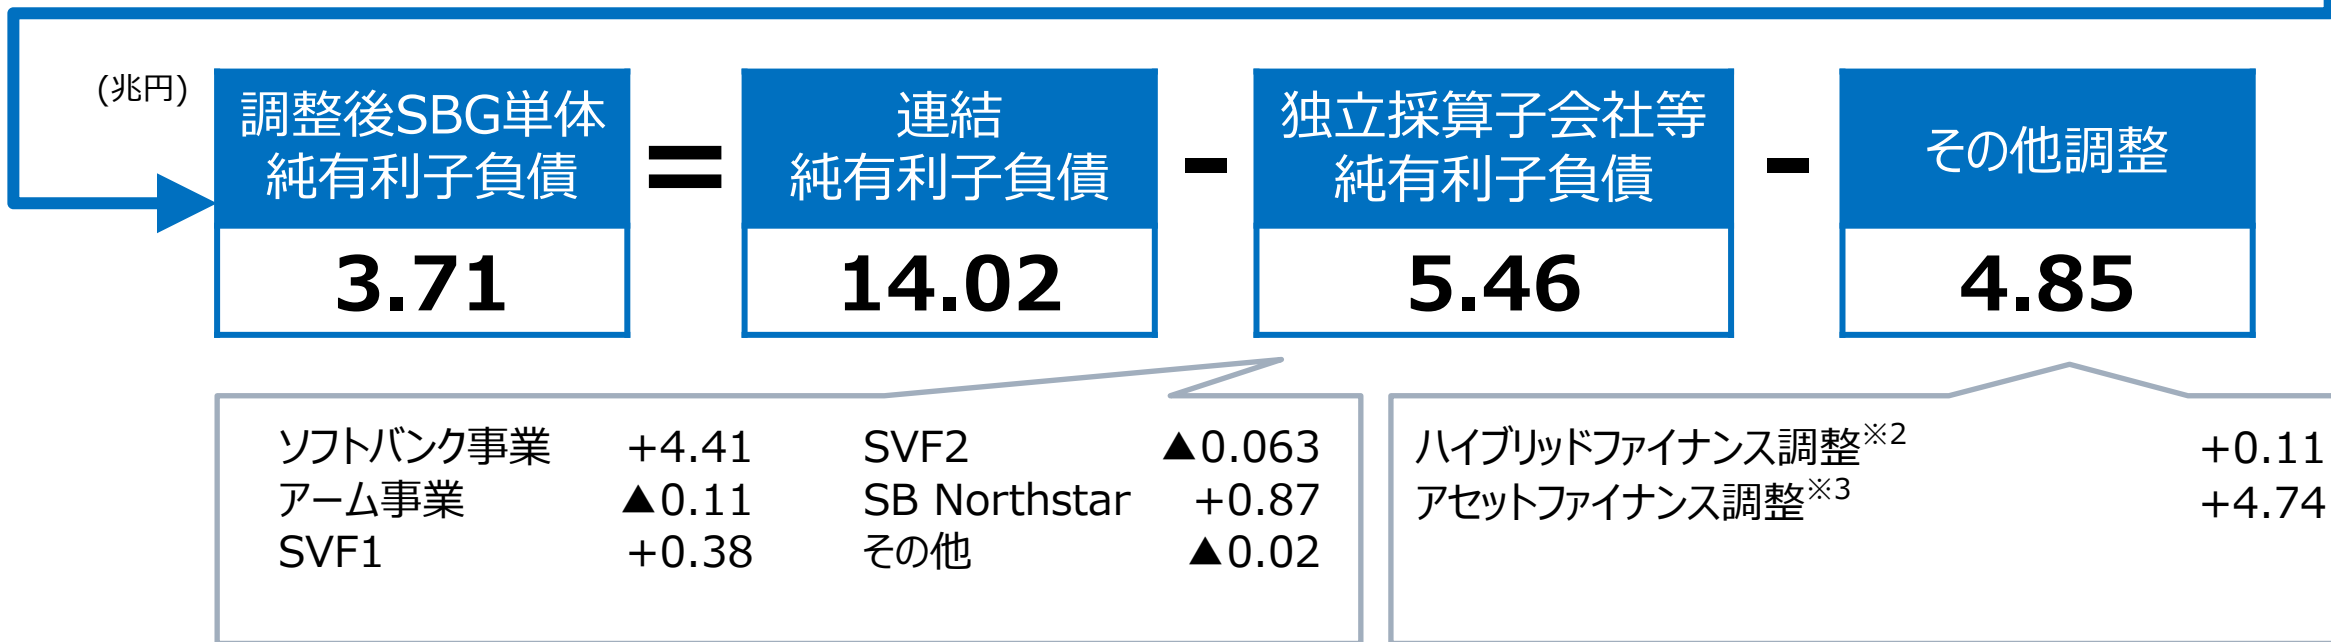 (兆円)
調整後SBG単体
純有利子負債
=
連結
純有利子負債
-
独立採算子会社等
純有利子負債
-
その他調整
3.71
14.02
5.46
4.85
ソフトバンク事業 +4.41 SVF2 ▲0.063
アーム事業 ▲0.11 SB Northstar +0.87
SVF1 +0.38 その他 ▲0.02
ハイブリッドファイナンス調整※2 +0.11
アセットファイナンス調整※3 +4.74